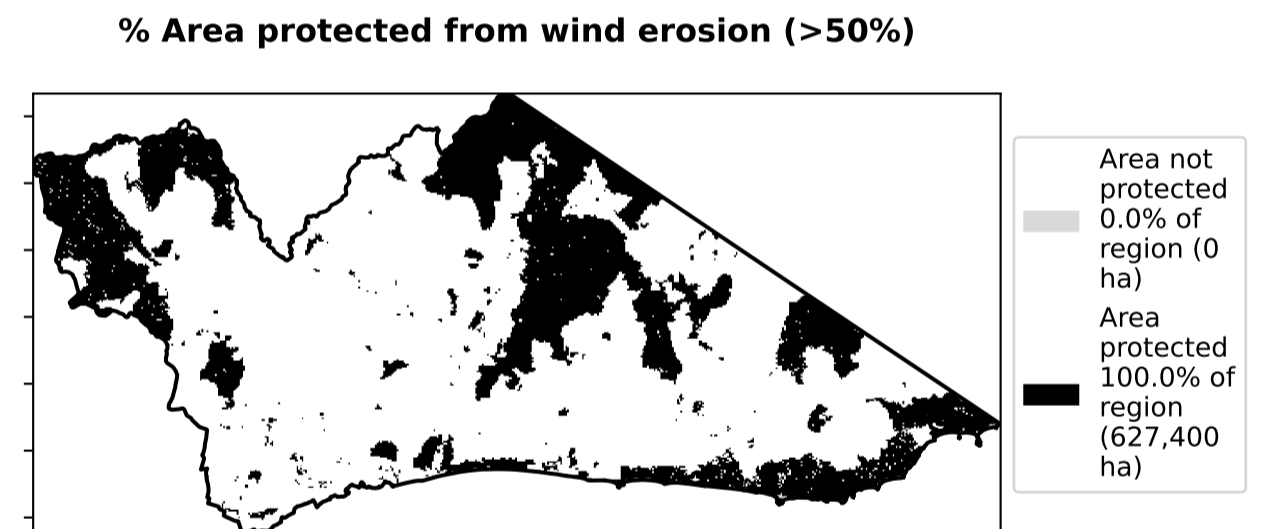 % Area protected from wind erosion (>50%)
Area not
protected
0.0% of
region (0
ha)
Area
protected
100.0% of
region
(627,400
ha)